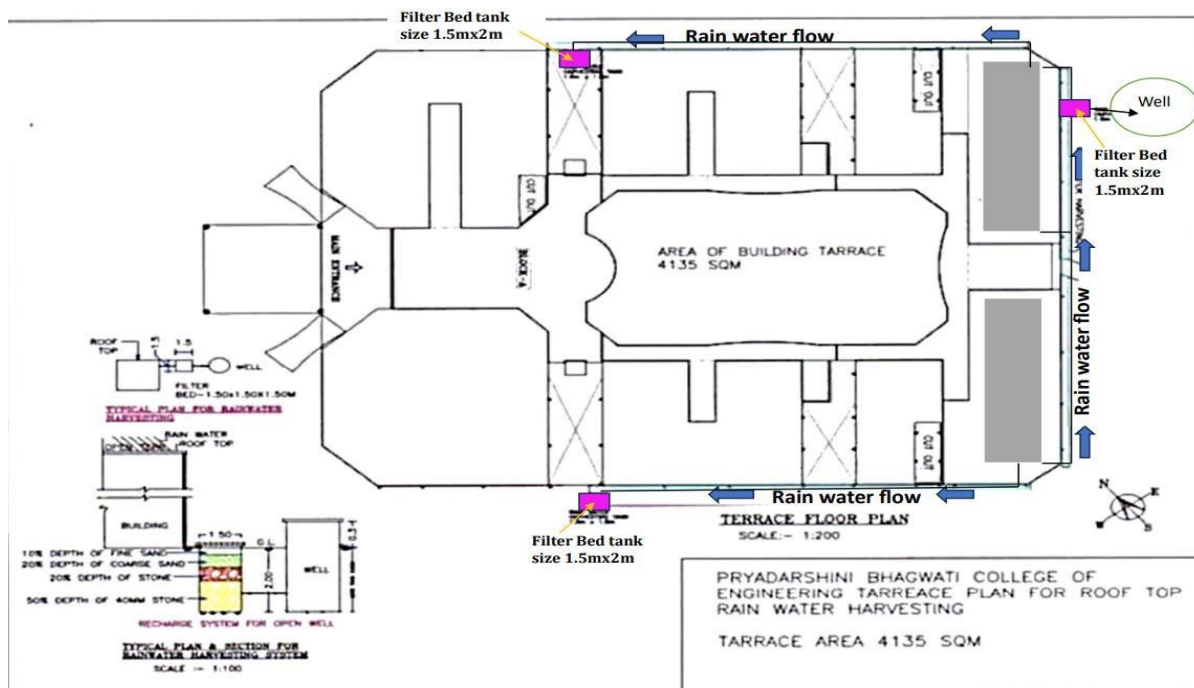 Filter Bed tank
size 1.5mx2m
Rain water flow
Well
Filter Bed
tank size
1.5mx2m
CUT OUT
CUT OUT
CUT OUT
MAIN ENTRANCE
BLOCK-A
AREA OF BUILDING TARRACE
4135 SQM
HARVESTING
Rain water flow
CUT OUT
Rain water flow
Filter Bed tank
size 1.5mx2m
TERRACE FLOOR PLAN
SCALE:- 1:200
N
E
S
ROOF
TOP
1.5
1.5
WELL
FILTER
BED-1.50x1.50x1.50M
TYPICAL PLAN FOR RAINWATER
HARVESTING
RAIN WATER
ROOF TOP
BUILDING
1.50
G.L.
10% DEPTH OF FINE SAND
20% DEPTH OF COARSE SAND
20% DEPTH OF STONE
50% DEPTH OF 40MM STONE
2.00
WELL
RECHARGE SYSTEM FOR OPEN WELL
TYPICAL PLAN & SECTION FOR
RAINWATER HARVESTING SYSTEM
SCALE :- 1:100
PRYADARSHINI BHAGWATI COLLEGE OF
ENGINEERING TARREACE PLAN FOR ROOF TOP
RAIN WATER HARVESTING
TARRACE AREA 4135 SQM